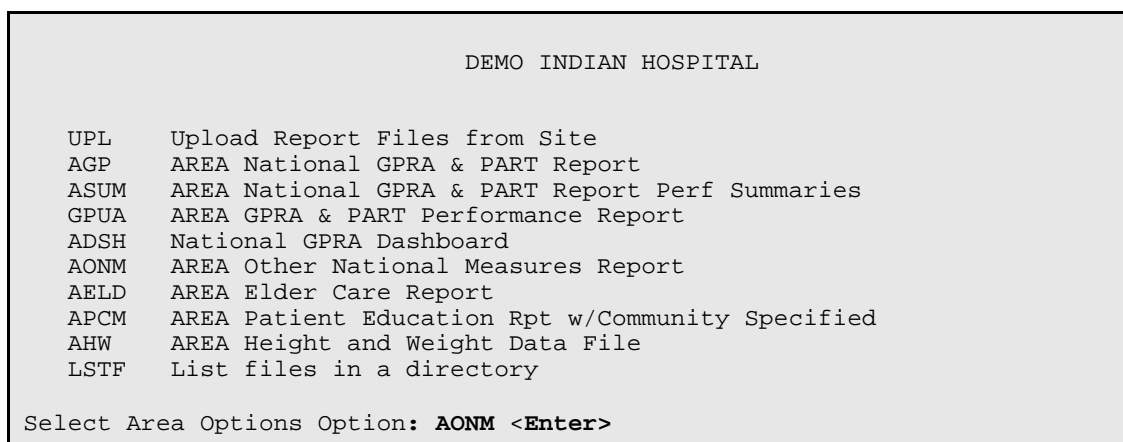 DEMO INDIAN HOSPITAL
UPL Upload Report Files from Site
AGP AREA National GPRA & PART Report
ASUM AREA National GPRA & PART Report Perf Summaries
GPUA AREA GPRA & PART Performance Report
ADSH National GPRA Dashboard
AONM AREA Other National Measures Report
AELD AREA Elder Care Report
APCM AREA Patient Education Rpt w/Community Specified
AHW AREA Height and Weight Data File
LSTF List files in a directory
Select Area Options Option: AONM <Enter>